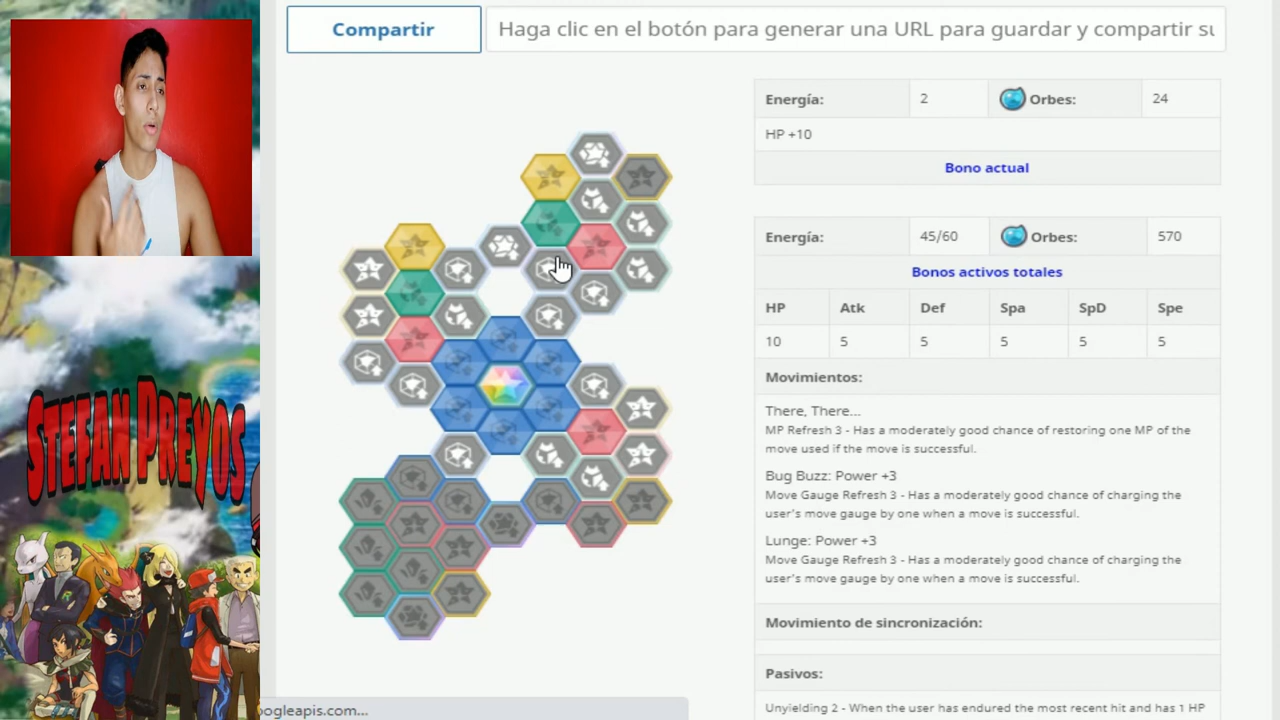 Compartir
Haga clic en el botón para generar una URL para guardar y compartir su
Energía: 2 Orbes: 24
HP +10
Bono actual
Energía: 45/60 Orbes: 570
Bonos activos totales
HP Atk Def Spa SpD Spe
10 5 5 5 5 5
Movimientos:
There, There...
MP Refresh 3 - Has a moderately good chance of restoring one MP of the
move used if the move is successful.
Bug Buzz: Power +3
Move Gauge Refresh 3 - Has a moderately good chance of charging the
user's move gauge by one when a move is successful.
Lunge: Power +3
Move Gauge Refresh 3 - Has a moderately good chance of charging the
user's move gauge by one when a move is successful.
Movimiento de sincronización:
Pasivos:
Unyielding 2 - When the user has endured the most recent hit and has 1 HP
STEFAN PREYOS
oogleapis.com...